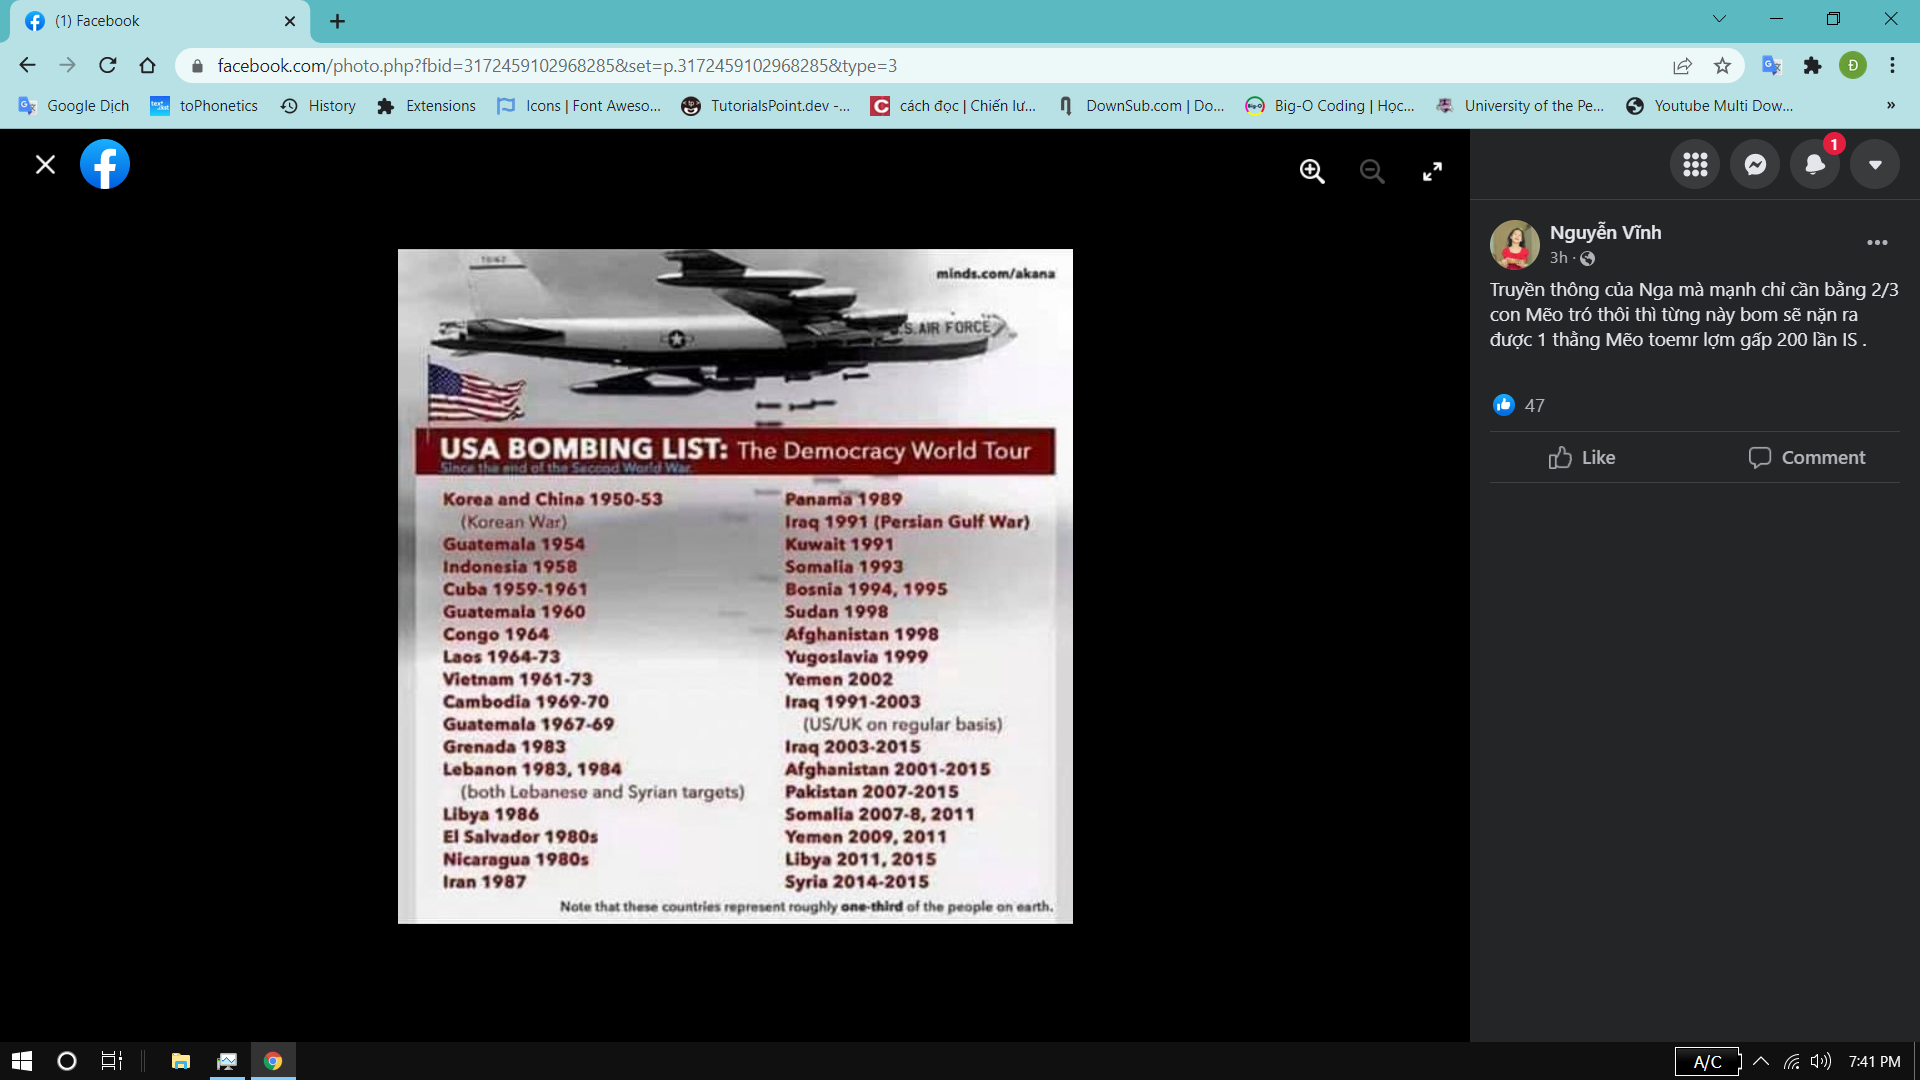 (1) Facebook
facebook.com/photo.php?fbid=3172459102968285&set=p.3172459102968285&type=3
Đ
Google Dịch
toPhonetics
History
Extensions
Icons | Font Aweso...
TutorialsPoint.dev -...
cách đọc | Chiến lư...
DownSub.com | Do...
Big-O Coding | Học...
University of the Pe...
Youtube Multi Dow...
»
1
minds.com/akana
U.S. AIR FORCE
USA BOMBING LIST: The Democracy World Tour
Since the end of the Second World War.
Korea and China 1950-53
(Korean War)
Guatemala 1954
Indonesia 1958
Cuba 1959-1961
Guatemala 1960
Congo 1964
Laos 1964-73
Vietnam 1961-73
Cambodia 1969-70
Guatemala 1967-69
Grenada 1983
Lebanon 1983, 1984
(both Lebanese and Syrian targets)
Libya 1986
El Salvador 1980s
Nicaragua 1980s
Iran 1987
Panama 1989
Iraq 1991 (Persian Gulf War)
Kuwait 1991
Somalia 1993
Bosnia 1994, 1995
Sudan 1998
Afghanistan 1998
Yugoslavia 1999
Yemen 2002
Iraq 1991-2003
(US/UK on regular basis)
Iraq 2003-2015
Afghanistan 2001-2015
Pakistan 2007-2015
Somalia 2007-8, 2011
Yemen 2009, 2011
Libya 2011, 2015
Syria 2014-2015
Note that these countries represent roughly one-third of the people on earth.
Nguyễn Vĩnh
3h ·
Truyền thông của Nga mà mạnh chỉ cần bằng 2/3
con Mẽo tró thôi thì từng này bom sẽ nặn ra
được 1 thằng Mẽo toemr lợm gấp 200 lần IS .
47
Like
Comment
A/C
7:41 PM